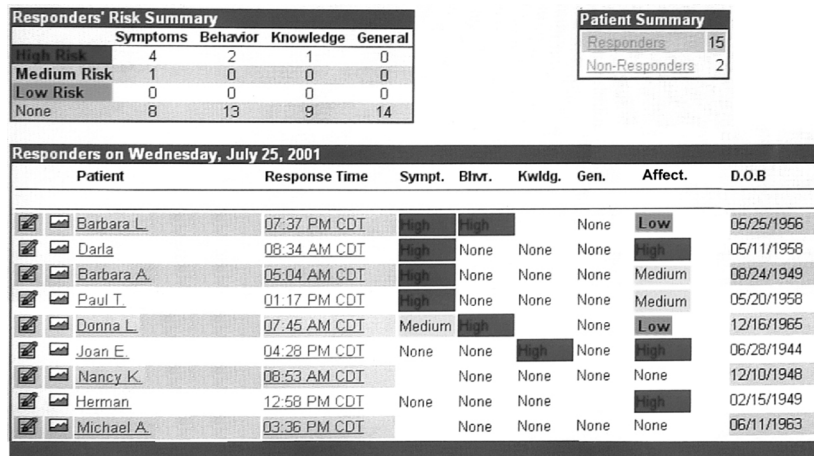 Responders' Risk Summary
Symptoms Behavior Knowledge General
High Risk 4 2 1 0
Medium Risk 1 0 0 0
Low Risk 0 0 0 0
None 8 13 9 14
Patient Summary
Responders 15
Non-Responders 2
Responders on Wednesday, July 25, 2001
Patient Response Time Sympt. Bhvr. Kwldg. Gen. Affect. D.O.B
Barbara L. 07:37 PM CDT High High None Low 05/25/1956
Darla 08:34 AM CDT High None None None High 05/11/1958
Barbara A. 05:04 AM CDT High None None None Medium 08/24/1949
Paul T. 01:17 PM CDT High None None None Medium 05/20/1958
Donna L. 07:45 AM CDT Medium High None Low 12/16/1965
Joan E. 04:28 PM CDT None None High None High 06/28/1944
Nancy K. 08:53 AM CDT None None None None 12/10/1948
Herman 12:58 PM CDT None None None High 02/15/1949
Michael A. 03:36 PM CDT None None None None 06/11/1963